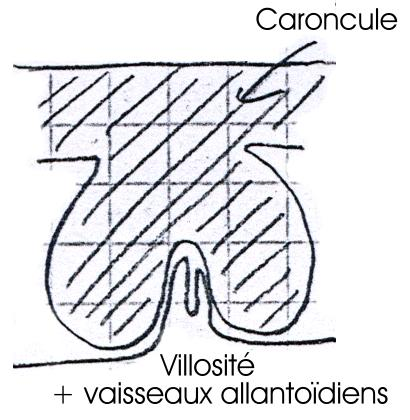 Caroncule
Villosité
+ vaisseaux allantoïdiens